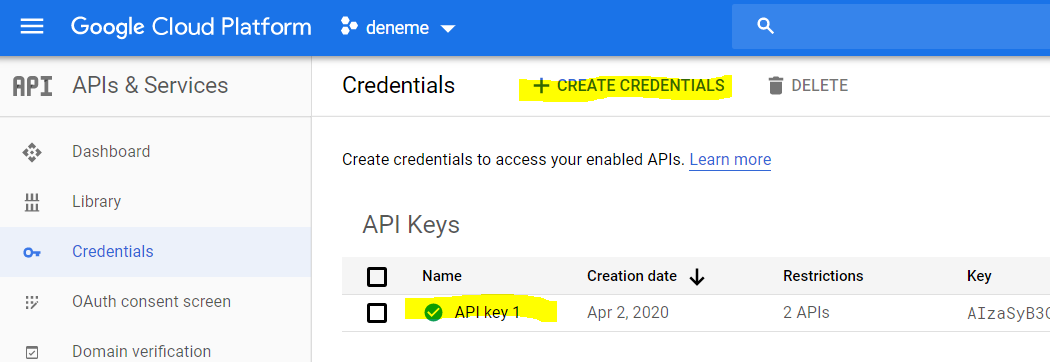 Google Cloud Platform deneme
API APIs & Services
Credentials + CREATE CREDENTIALS DELETE
Dashboard
Library
Credentials
OAuth consent screen
Domain verification
Create credentials to access your enabled APIs. Learn more
API Keys
Name Creation date Restrictions Key
API key 1 Apr 2, 2020 2 APIs AIzaSyB3